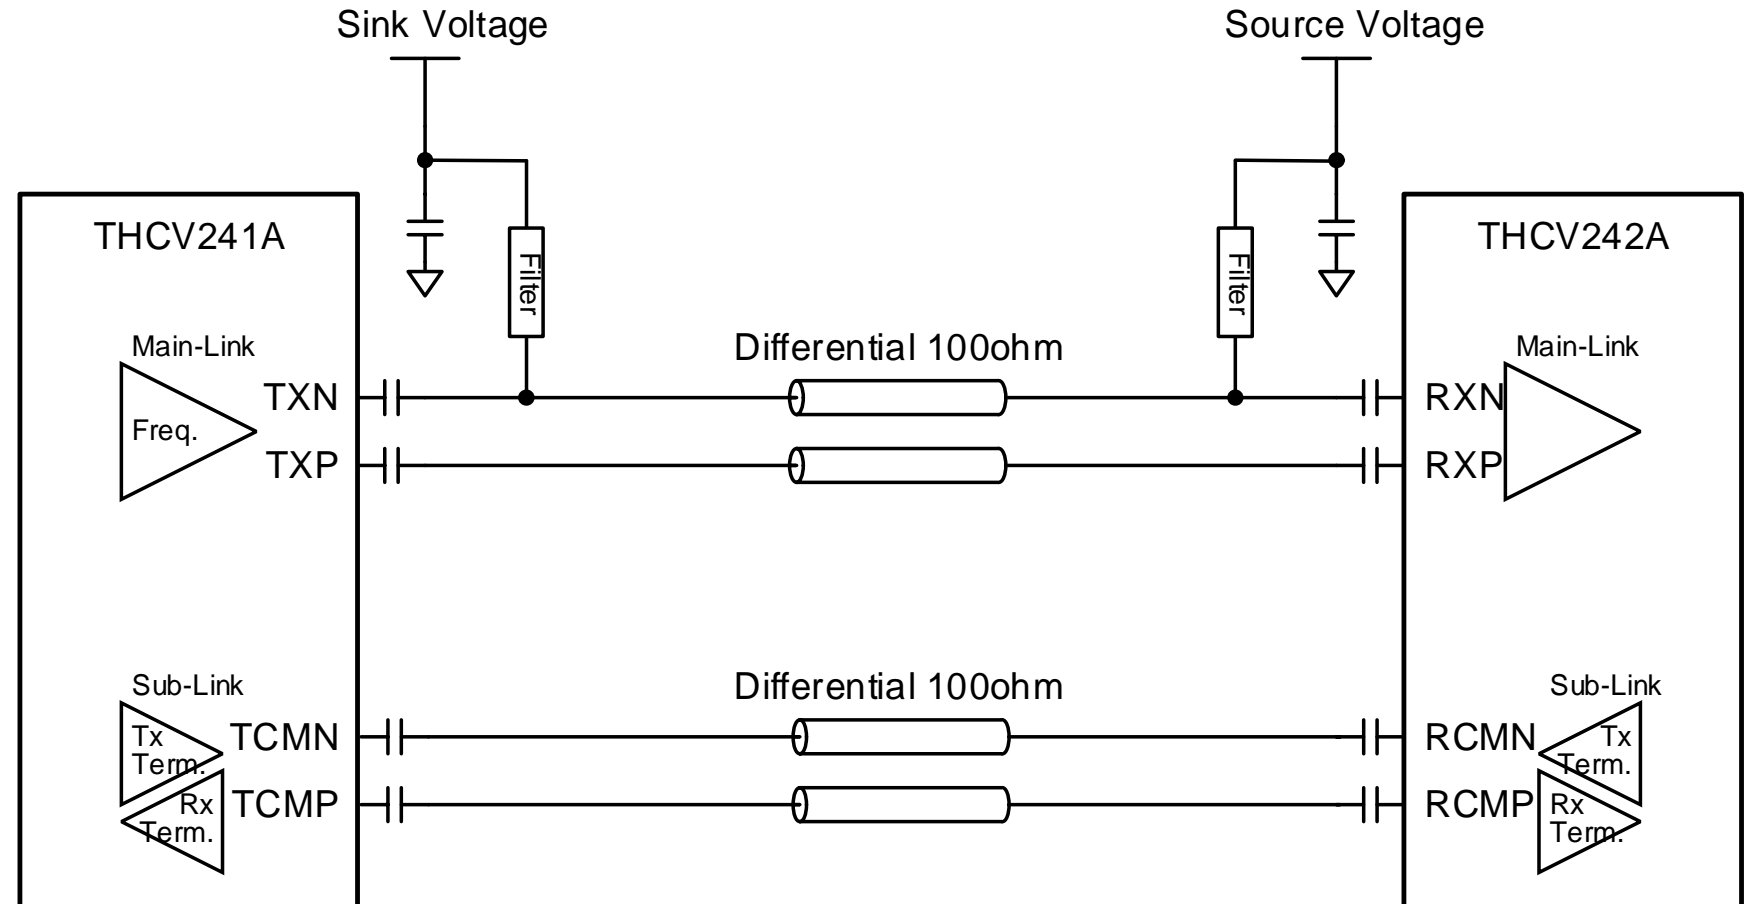 Sink Voltage
Source Voltage
THCV241A
THCV242A
Filter
Filter
Main-Link
Differential 100ohm
Main-Link
TXN
RXN
Freq.
TXP
RXP
Sub-Link
Differential 100ohm
Sub-Link
Tx
Term.
TCMN
RCMN
Tx
Term.
Rx
Term.
TCMP
RCMP
Rx
Term.